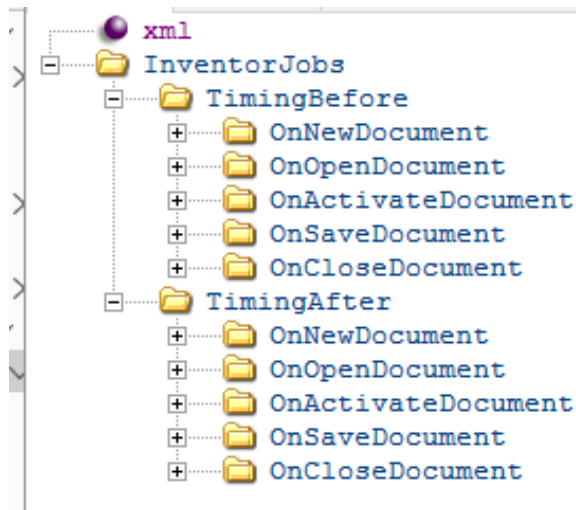 xml
InventorJobs
TimingBefore
OnNewDocument
OnOpenDocument
OnActivateDocument
OnSaveDocument
OnCloseDocument
TimingAfter
OnNewDocument
OnOpenDocument
OnActivateDocument
OnSaveDocument
OnCloseDocument